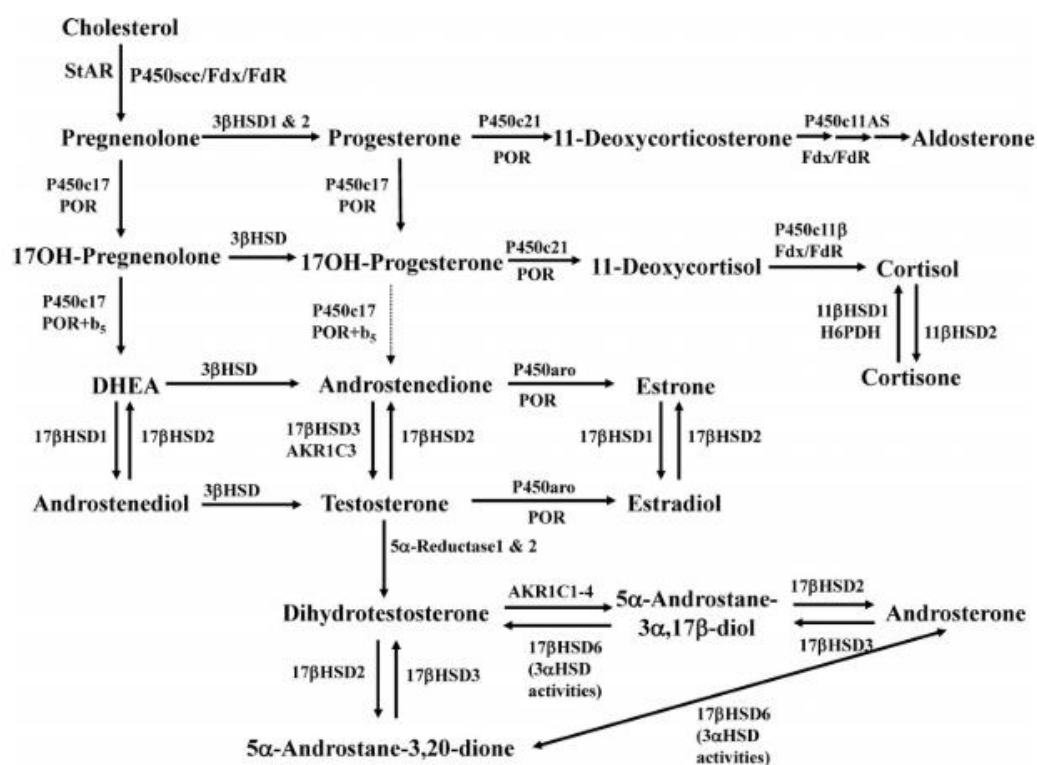 Cholesterol
StAR
P450scc/Fdx/FdR
Pregnenolone
3βHSD1 & 2
Progesterone
P450c21
POR
11-Deoxycorticosterone
P450c11AS
Fdx/FdR
Aldosterone
P450c17
POR
P450c17
POR
17OH-Pregnenolone
3βHSD
17OH-Progesterone
P450c21
POR
11-Deoxycortisol
P450c11β
Fdx/FdR
Cortisol
P450c17
POR+b₅
P450c17
POR+b₅
11βHSD1
H6PDH
11βHSD2
Cortisone
DHEA
3βHSD
Androstenedione
P450aro
POR
Estrone
17βHSD1
17βHSD2
17βHSD3
AKR1C3
17βHSD2
17βHSD1
17βHSD2
Androstenediol
3βHSD
Testosterone
P450aro
POR
Estradiol
5α-Reductase1 & 2
Dihydrotestosterone
AKR1C1-4
17βHSD6
(3αHSD
activities)
5α-Androstane-
3α,17β-diol
17βHSD2
17βHSD3
Androsterone
17βHSD2
17βHSD3
17βHSD6
(3αHSD
activities)
5α-Androstane-3,20-dione